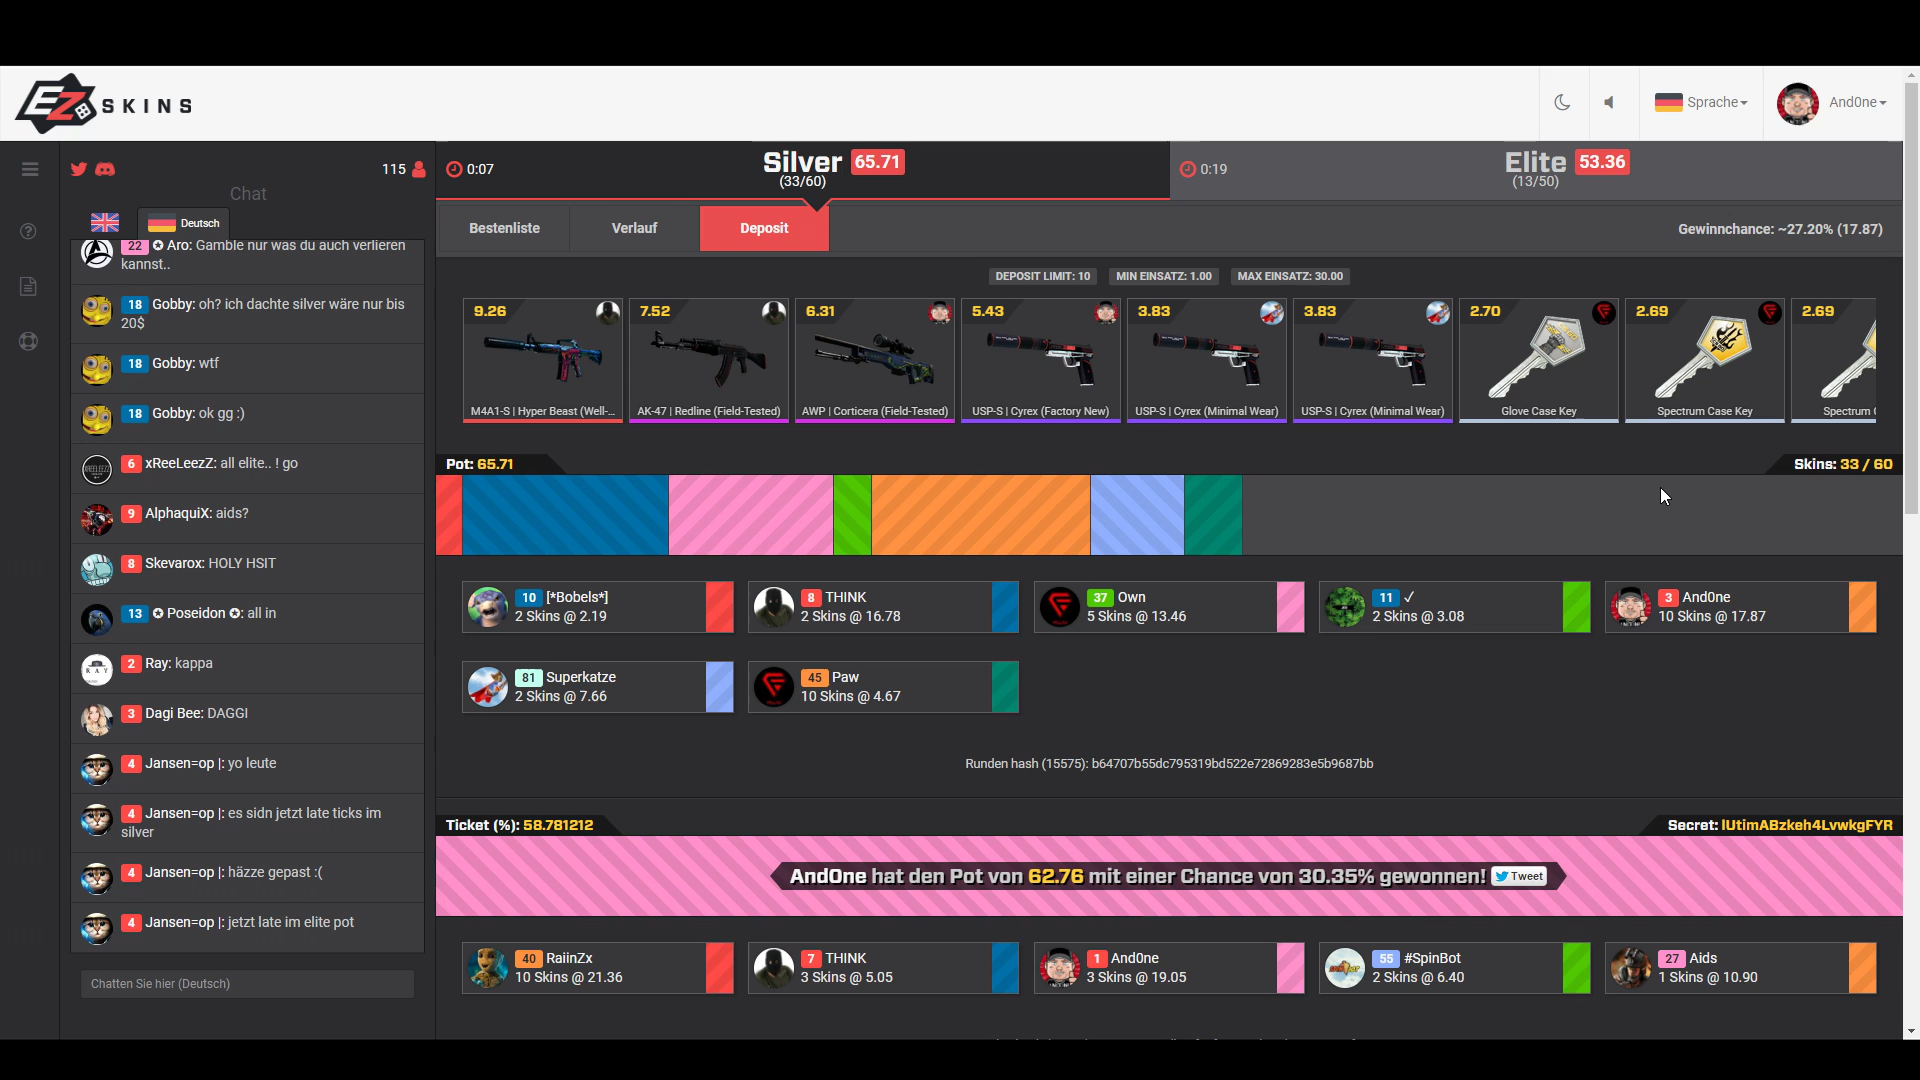 EZ SKINS
Sprache
And0ne
115
Chat
Deutsch
22 ✪ Aro: Gamble nur was du auch verlieren
kannst..
18 Gobby: oh? ich dachte silver wäre nur bis
20$
18 Gobby: wtf
18 Gobby: ok gg :)
6 xReeLeezZ: all elite.. ! go
9 AlphaquiX: aids?
8 Skevarox: HOLY HSIT
13 ✪ Poseidon ✪: all in
2 Ray: kappa
3 Dagi Bee: DAGGI
4 Jansen=op |: yo leute
4 Jansen=op |: es sidn jetzt late ticks im
silver
4 Jansen=op |: häzze gepast :(
4 Jansen=op |: jetzt late im elite pot
Chatten Sie hier (Deutsch)
0:07
Silver 65.71
(33/60)
0:19
Elite 53.36
(13/50)
Bestenliste
Verlauf
Deposit
Gewinnchance: ~27.20% (17.87)
DEPOSIT LIMIT: 10
MIN EINSATZ: 1.00
MAX EINSATZ: 30.00
9.26
M4A1-S | Hyper Beast (Well-...
7.52
AK-47 | Redline (Field-Tested)
6.31
AWP | Corticera (Field-Tested)
5.43
USP-S | Cyrex (Factory New)
3.83
USP-S | Cyrex (Minimal Wear)
3.83
USP-S | Cyrex (Minimal Wear)
2.70
Glove Case Key
2.69
Spectrum Case Key
2.69
Spectrum
Pot: 65.71
Skins: 33 / 60
10 [*Bobels*]
2 Skins @ 2.19
8 THINK
2 Skins @ 16.78
37 Own
5 Skins @ 13.46
11 ✓
2 Skins @ 3.08
3 And0ne
10 Skins @ 17.87
81 Superkatze
2 Skins @ 7.66
45 Paw
10 Skins @ 4.67
Runden hash (15575): b64707b55dc795319bd522e72869283e5b9687bb
Ticket (%): 58.781212
Secret: lUtimABzkeh4LvwkgFYR
And0ne hat den Pot von 62.76 mit einer Chance von 30.35% gewonnen!
Tweet
40 RaiinZx
10 Skins @ 21.36
7 THINK
3 Skins @ 5.05
1 And0ne
3 Skins @ 19.05
55 #SpinBot
2 Skins @ 6.40
27 Aids
1 Skins @ 10.90